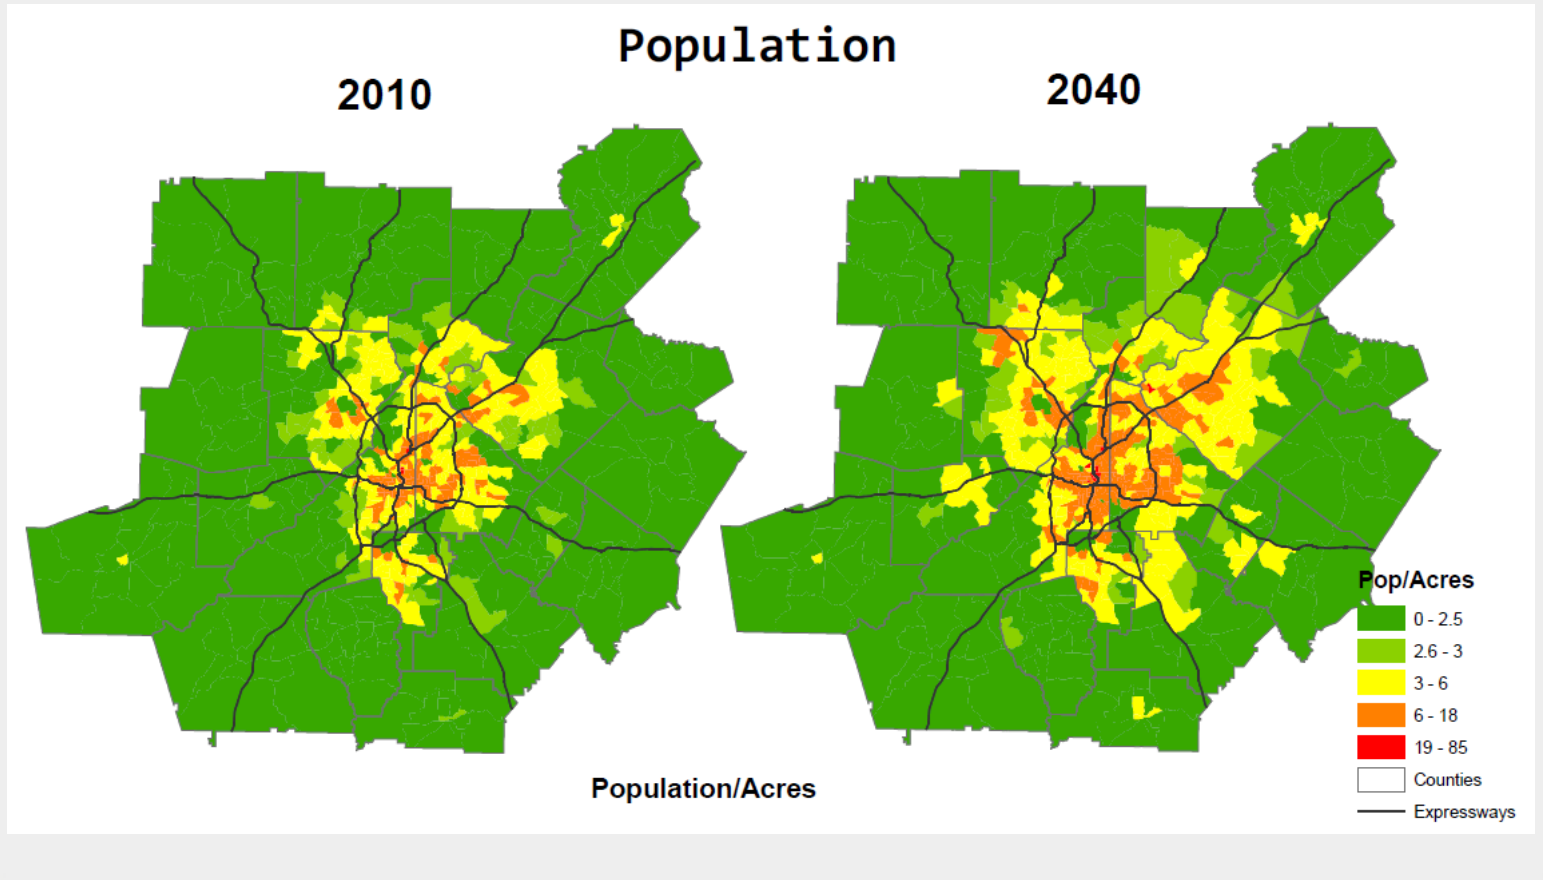 Population
2010
2040
Pop/Acres
0 - 2.5
2.6 - 3
3 - 6
6 - 18
19 - 85
Counties
Expressways
Population/Acres